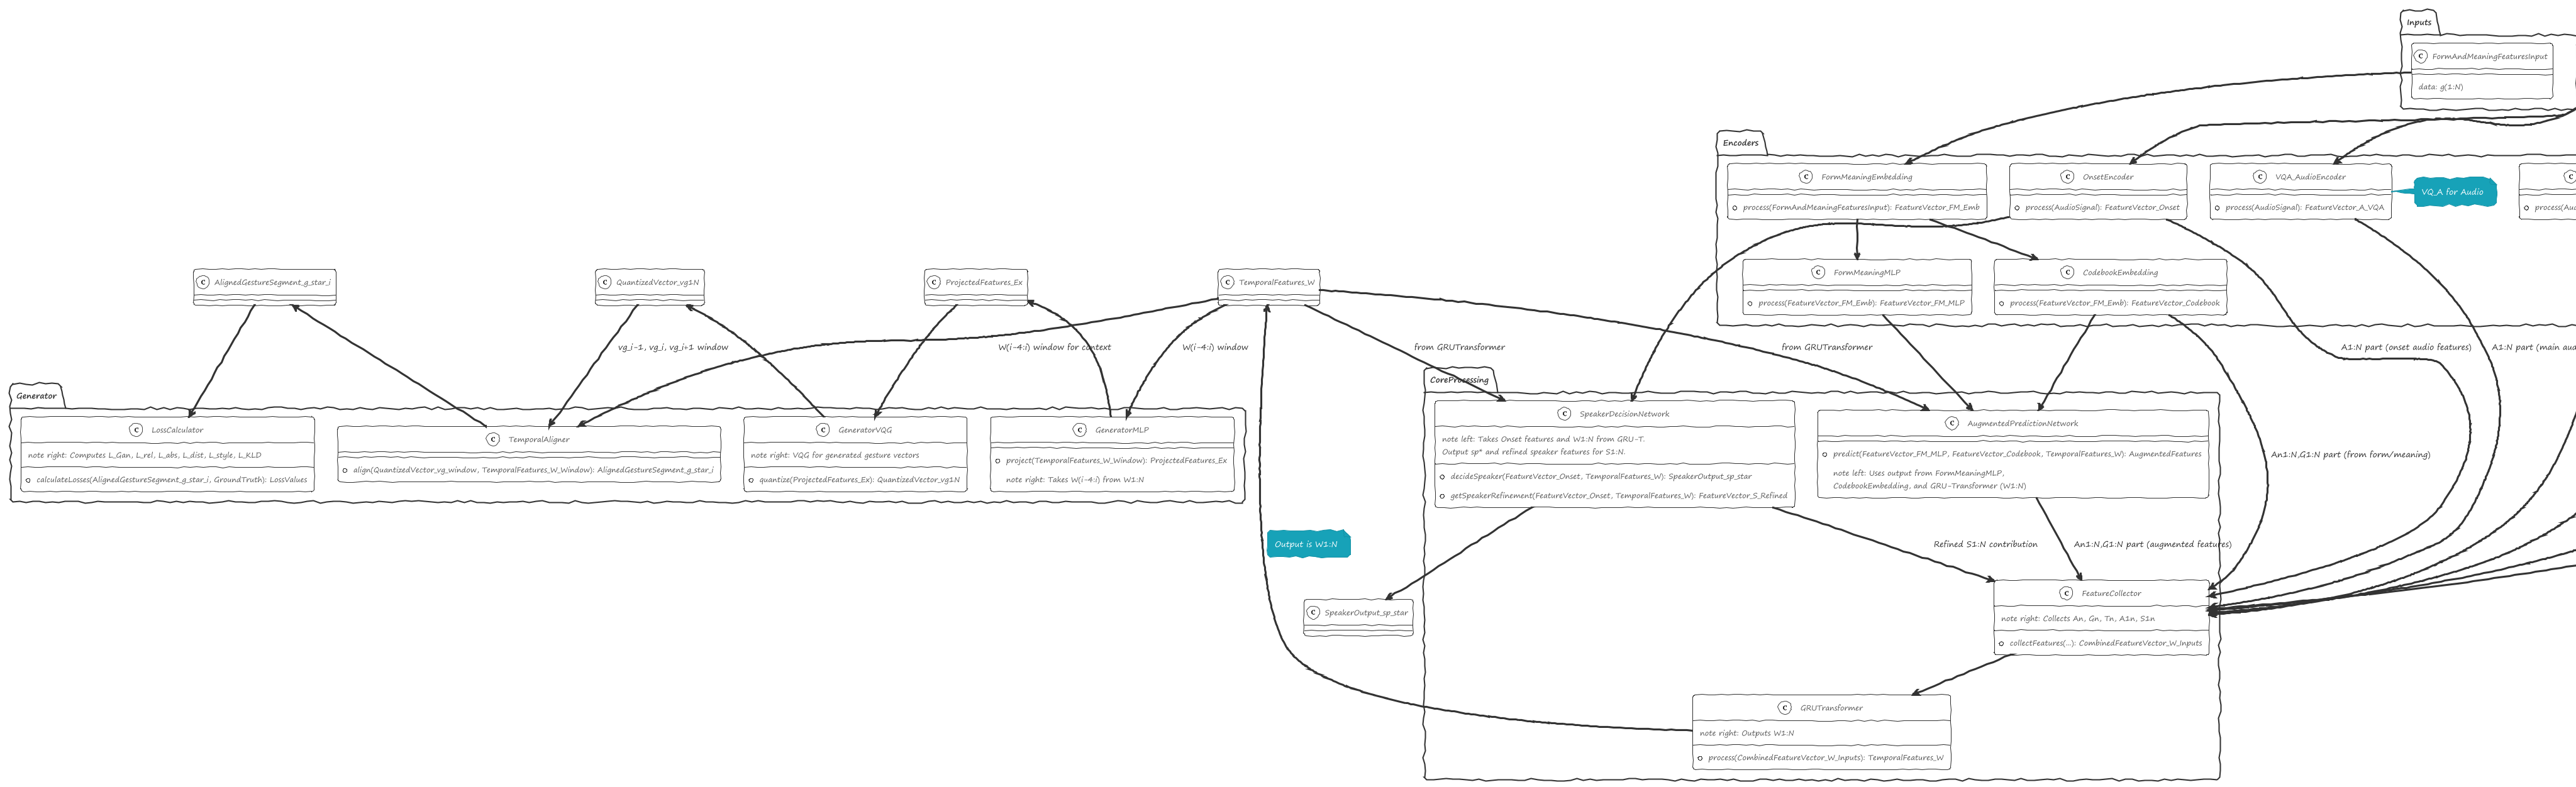 Inputs
C FormAndMeaningFeaturesInput
data: g(1:N)
Encoders
C FormMeaningEmbedding
process(FormAndMeaningFeaturesInput): FeatureVector_FM_Emb
C OnsetEncoder
process(AudioSignal): FeatureVector_Onset
C VQA_AudioEncoder
process(AudioSignal): FeatureVector_A_VQA
VQ_A for Audio
C
process(Aud
C FormMeaningMLP
process(FeatureVector_FM_Emb): FeatureVector_FM_MLP
C CodebookEmbedding
process(FeatureVector_FM_Emb): FeatureVector_Codebook
C AlignedGestureSegment_g_star_i
C QuantizedVector_vg1N
C ProjectedFeatures_Ex
C TemporalFeatures_W
vg_i-1, vg_i, vg_i+1 window
W(i-4:i) window for context
W(i-4:i) window
from GRUTransformer
from GRUTransformer
A1:N part (onset audio features)
A1:N part (main aud
Generator
C LossCalculator
note right: Computes L_Gan, L_rel, L_abs, L_dist, L_style, L_KLD
calculateLosses(AlignedGestureSegment_g_star_i, GroundTruth): LossValues
C TemporalAligner
align(QuantizedVector_vg_window, TemporalFeatures_W_Window): AlignedGestureSegment_g_star_i
C GeneratorVQG
note right: VQG for generated gesture vectors
quantize(ProjectedFeatures_Ex): QuantizedVector_vg1N
C GeneratorMLP
project(TemporalFeatures_W_Window): ProjectedFeatures_Ex
note right: Takes W(i-4:i) from W1:N
CoreProcessing
C SpeakerDecisionNetwork
note left: Takes Onset features and W1:N from GRU-T.
Output sp* and refined speaker features for S1:N.
decideSpeaker(FeatureVector_Onset, TemporalFeatures_W): SpeakerOutput_sp_star
getSpeakerRefinement(FeatureVector_Onset, TemporalFeatures_W): FeatureVector_S_Refined
C AugmentedPredictionNetwork
predict(FeatureVector_FM_MLP, FeatureVector_Codebook, TemporalFeatures_W): AugmentedFeatures
note left: Uses output from FormMeaningMLP,
CodebookEmbedding, and GRU-Transformer (W1:N)
An1:N,G1:N part (from form/meaning)
Output is W1:N
Refined S1:N contribution
An1:N,G1:N part (augmented features)
C SpeakerOutput_sp_star
C FeatureCollector
note right: Collects An, Gn, Tn, A1n, S1n
collectFeatures(...): CombinedFeatureVector_W_Inputs
C GRUTransformer
note right: Outputs W1:N
process(CombinedFeatureVector_W_Inputs): TemporalFeatures_W